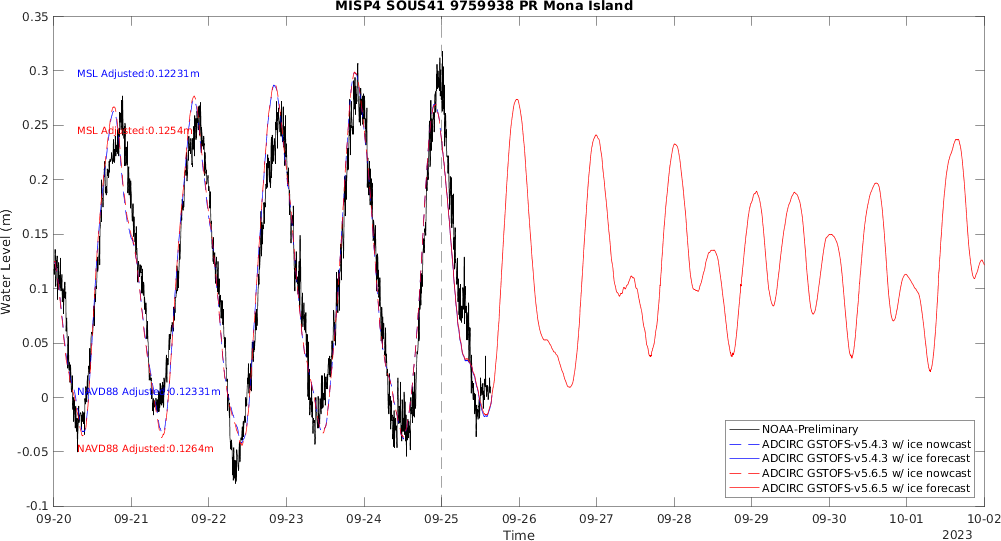 MISP4 SOUS41 9759938 PR Mona Island
Water Level (m)
0.35
0.3
0.25
0.2
0.15
0.1
0.05
0
-0.05
-0.1
MSL Adjusted:0.12231m
MSL Adjusted:0.1254m
NAVD88 Adjusted:0.12331m
NAVD88 Adjusted:0.1264m
NOAA-Preliminary
ADCIRC GSTOFS-v5.4.3 w/ ice nowcast
ADCIRC GSTOFS-v5.4.3 w/ ice forecast
ADCIRC GSTOFS-v5.6.5 w/ ice nowcast
ADCIRC GSTOFS-v5.6.5 w/ ice forecast
09-20 09-21 09-22 09-23 09-24 09-25 09-26 09-27 09-28 09-29 09-30 10-01 10-02
Time
2023